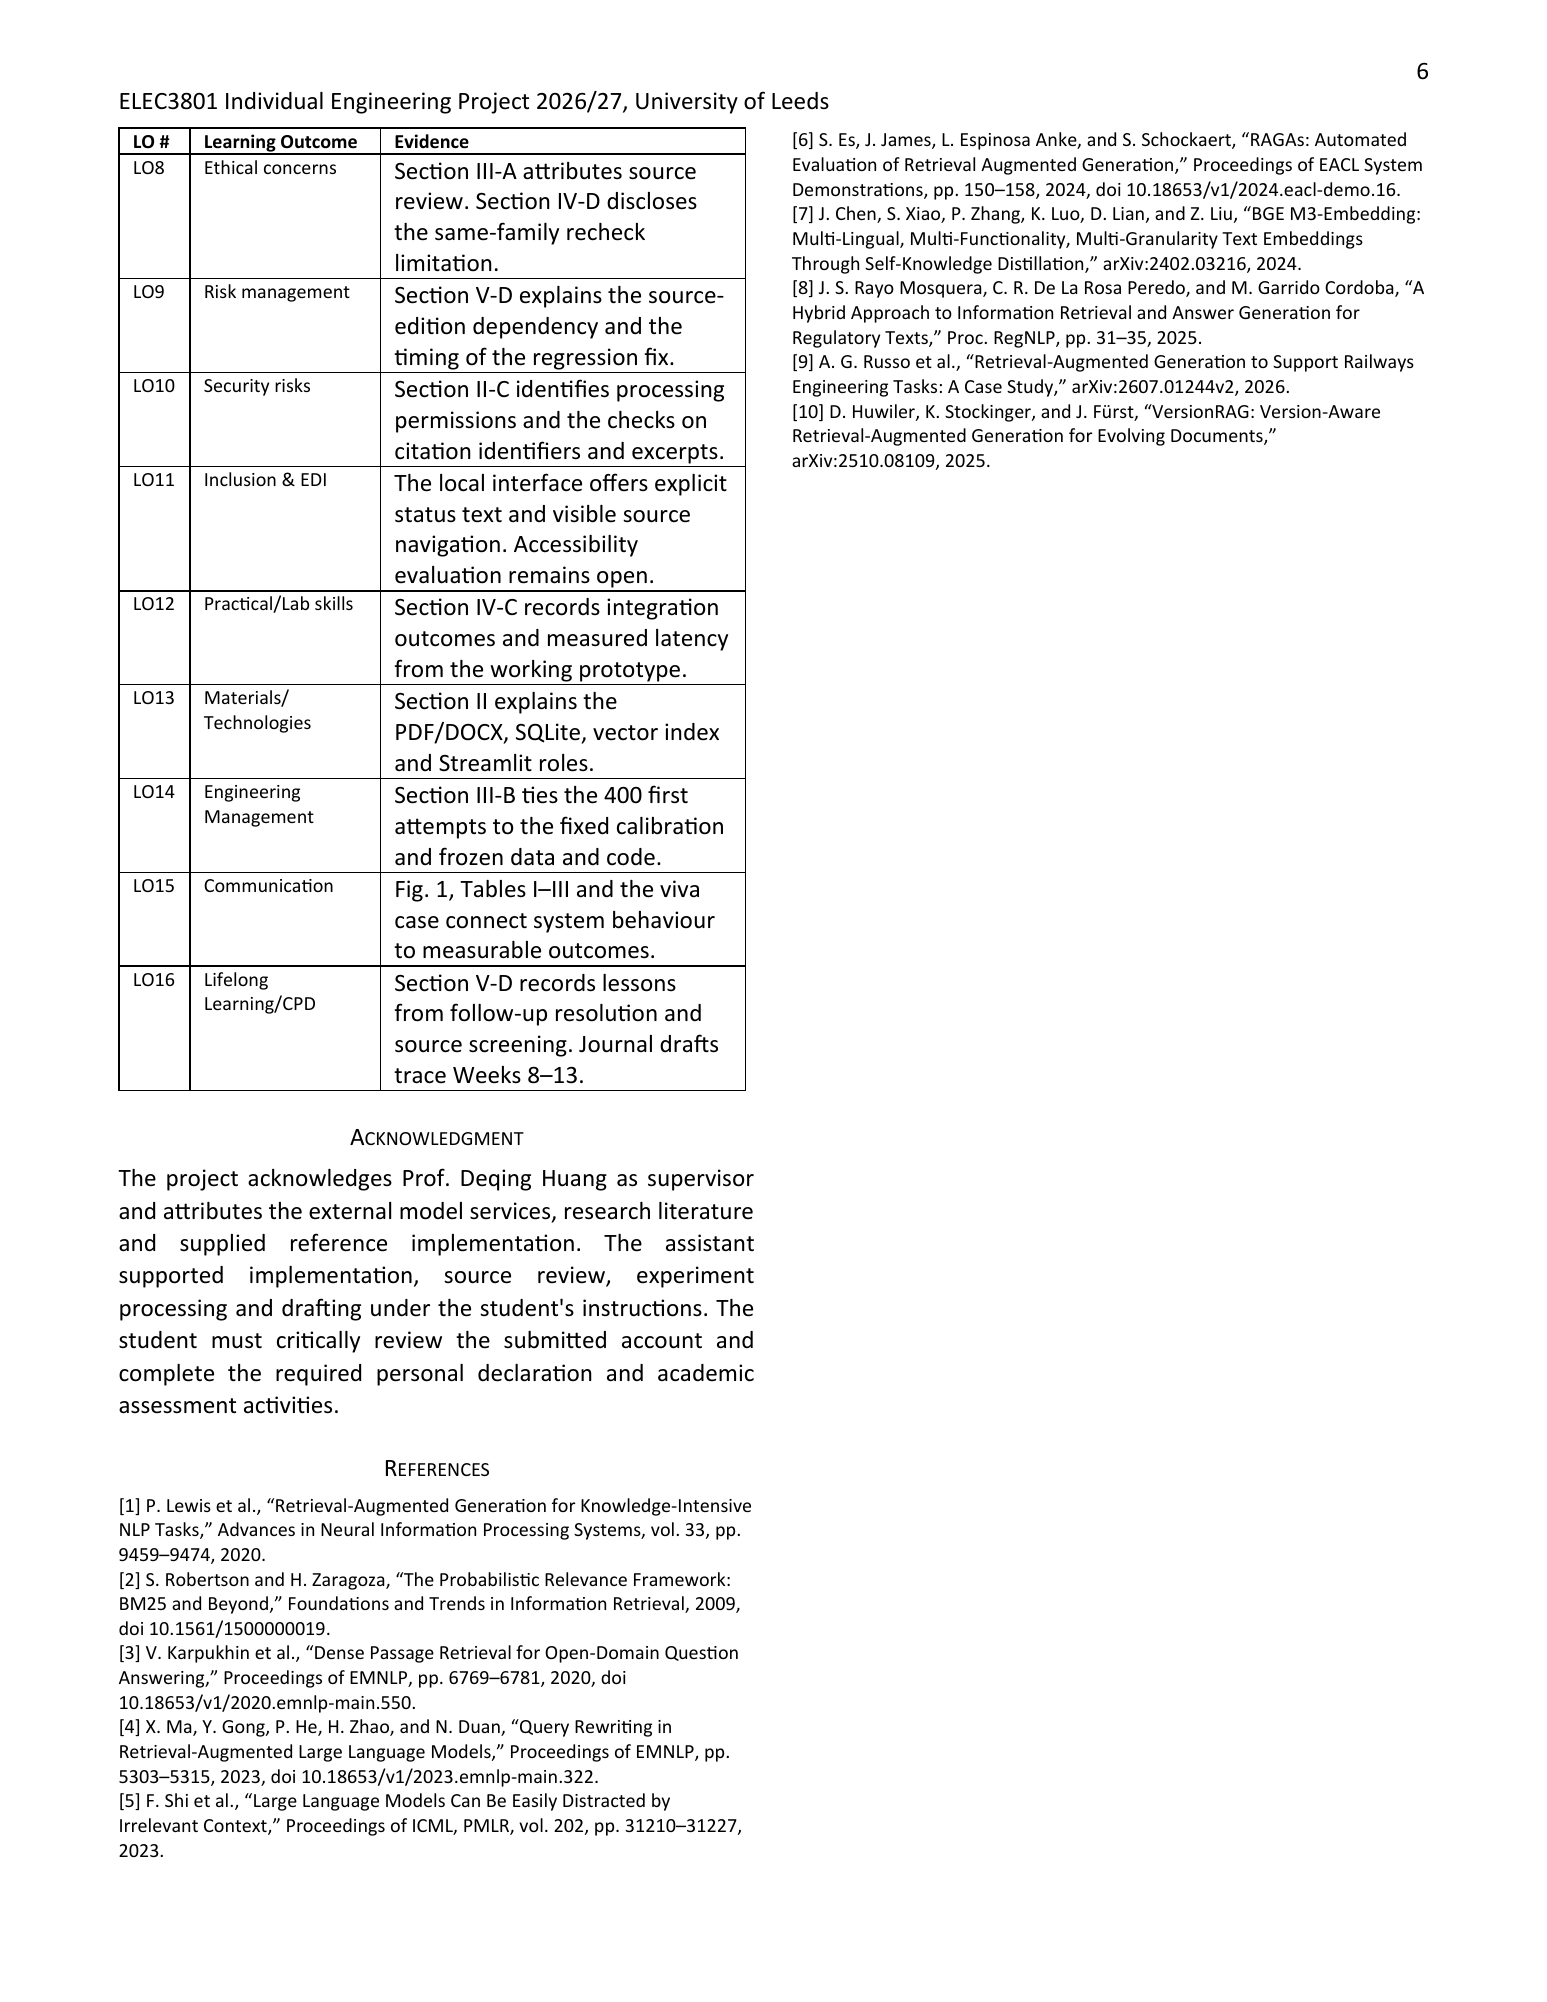 6
ELEC3801 Individual Engineering Project 2026/27, University of Leeds
LO # Learning Outcome Evidence
LO8 Ethical concerns Section III-A attributes source
review. Section IV-D discloses
the same-family recheck
limitation.
LO9 Risk management Section V-D explains the source-
edition dependency and the
timing of the regression fix.
LO10 Security risks Section II-C identifies processing
permissions and the checks on
citation identifiers and excerpts.
LO11 Inclusion & EDI The local interface offers explicit
status text and visible source
navigation. Accessibility
evaluation remains open.
LO12 Practical/Lab skills Section IV-C records integration
outcomes and measured latency
from the working prototype.
LO13 Materials/ Section II explains the
Technologies PDF/DOCX, SQLite, vector index
and Streamlit roles.
LO14 Engineering Section III-B ties the 400 first
Management attempts to the fixed calibration
and frozen data and code.
LO15 Communication Fig. 1, Tables I–III and the viva
case connect system behaviour
to measurable outcomes.
LO16 Lifelong Section V-D records lessons
Learning/CPD from follow-up resolution and
source screening. Journal drafts
trace Weeks 8–13.
ACKNOWLEDGMENT
The project acknowledges Prof. Deqing Huang as supervisor
and attributes the external model services, research literature
and supplied reference implementation. The assistant
supported implementation, source review, experiment
processing and drafting under the student's instructions. The
student must critically review the submitted account and
complete the required personal declaration and academic
assessment activities.
REFERENCES
[1] P. Lewis et al., “Retrieval-Augmented Generation for Knowledge-Intensive
NLP Tasks,” Advances in Neural Information Processing Systems, vol. 33, pp.
9459–9474, 2020.
[2] S. Robertson and H. Zaragoza, “The Probabilistic Relevance Framework:
BM25 and Beyond,” Foundations and Trends in Information Retrieval, 2009,
doi 10.1561/1500000019.
[3] V. Karpukhin et al., “Dense Passage Retrieval for Open-Domain Question
Answering,” Proceedings of EMNLP, pp. 6769–6781, 2020, doi
10.18653/v1/2020.emnlp-main.550.
[4] X. Ma, Y. Gong, P. He, H. Zhao, and N. Duan, “Query Rewriting in
Retrieval-Augmented Large Language Models,” Proceedings of EMNLP, pp.
5303–5315, 2023, doi 10.18653/v1/2023.emnlp-main.322.
[5] F. Shi et al., “Large Language Models Can Be Easily Distracted by
Irrelevant Context,” Proceedings of ICML, PMLR, vol. 202, pp. 31210–31227,
2023.
[6] S. Es, J. James, L. Espinosa Anke, and S. Schockaert, “RAGAs: Automated
Evaluation of Retrieval Augmented Generation,” Proceedings of EACL System
Demonstrations, pp. 150–158, 2024, doi 10.18653/v1/2024.eacl-demo.16.
[7] J. Chen, S. Xiao, P. Zhang, K. Luo, D. Lian, and Z. Liu, “BGE M3-Embedding:
Multi-Lingual, Multi-Functionality, Multi-Granularity Text Embeddings
Through Self-Knowledge Distillation,” arXiv:2402.03216, 2024.
[8] J. S. Rayo Mosquera, C. R. De La Rosa Peredo, and M. Garrido Cordoba, “A
Hybrid Approach to Information Retrieval and Answer Generation for
Regulatory Texts,” Proc. RegNLP, pp. 31–35, 2025.
[9] A. G. Russo et al., “Retrieval-Augmented Generation to Support Railways
Engineering Tasks: A Case Study,” arXiv:2607.01244v2, 2026.
[10] D. Huwiler, K. Stockinger, and J. Fürst, “VersionRAG: Version-Aware
Retrieval-Augmented Generation for Evolving Documents,”
arXiv:2510.08109, 2025.